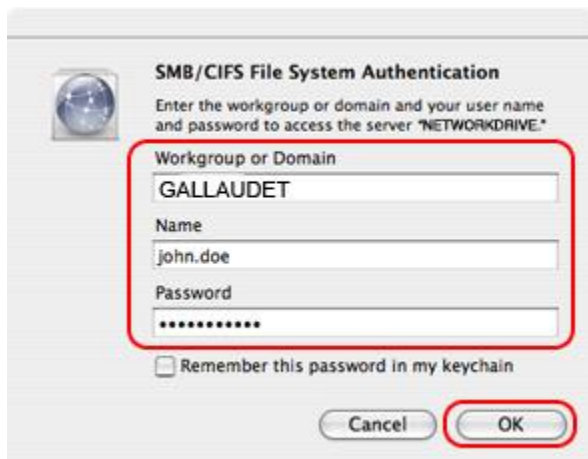 SMB/CIFS File System Authentication
Enter the workgroup or domain and your user name
and password to access the server "NETWORKDRIVE."
Workgroup or Domain
GALLAUDET
Name
john.doe
Password
•••••••••••
Remember this password in my keychain
Cancel
OK